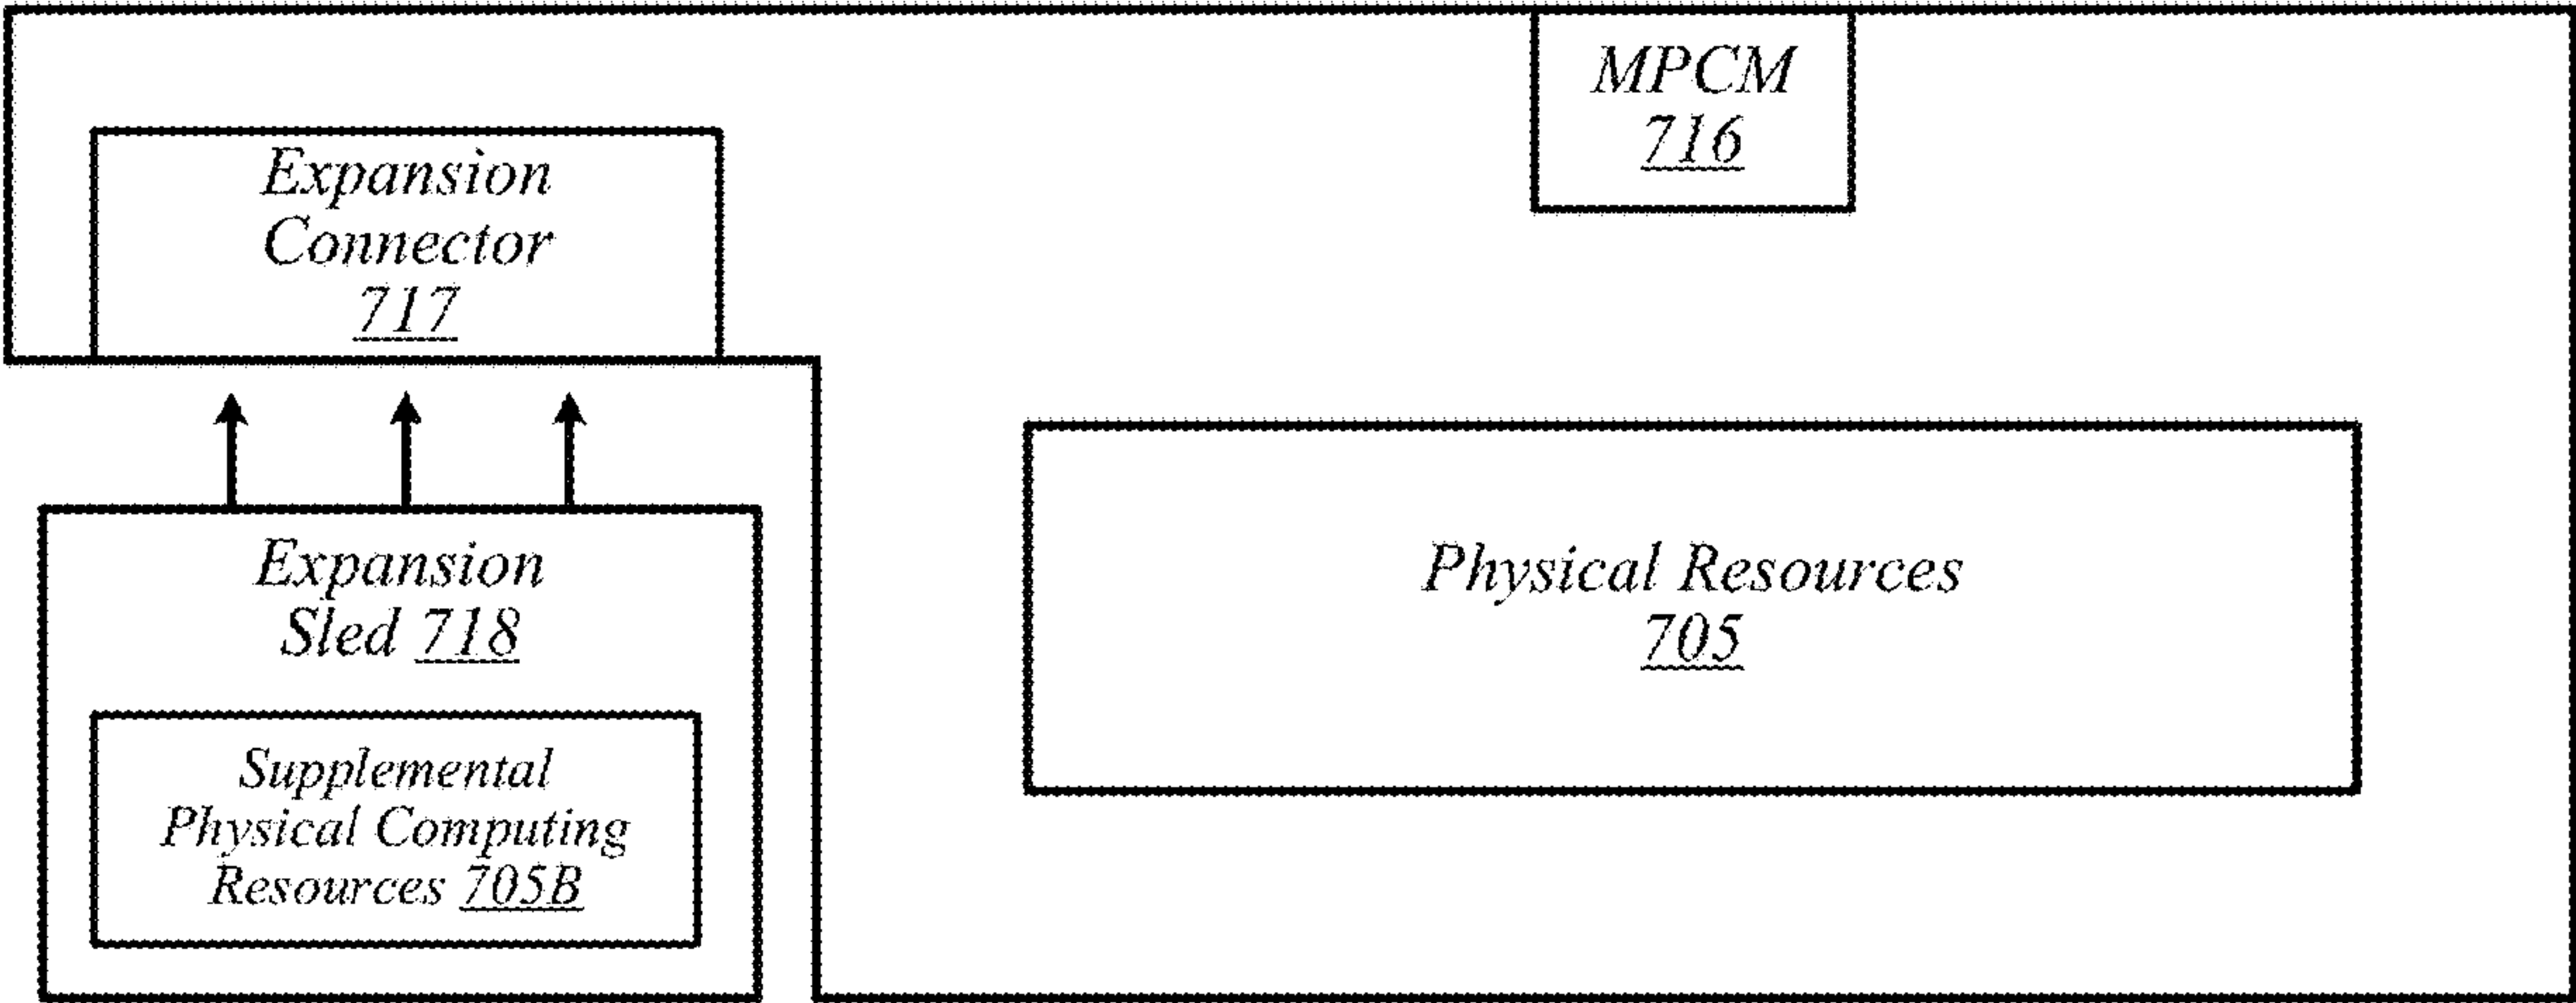 MPCM
716
Expansion
Connector
717
Expansion
Sled 718
Physical Resources
705
Supplemental
Physical Computing
Resources 705B